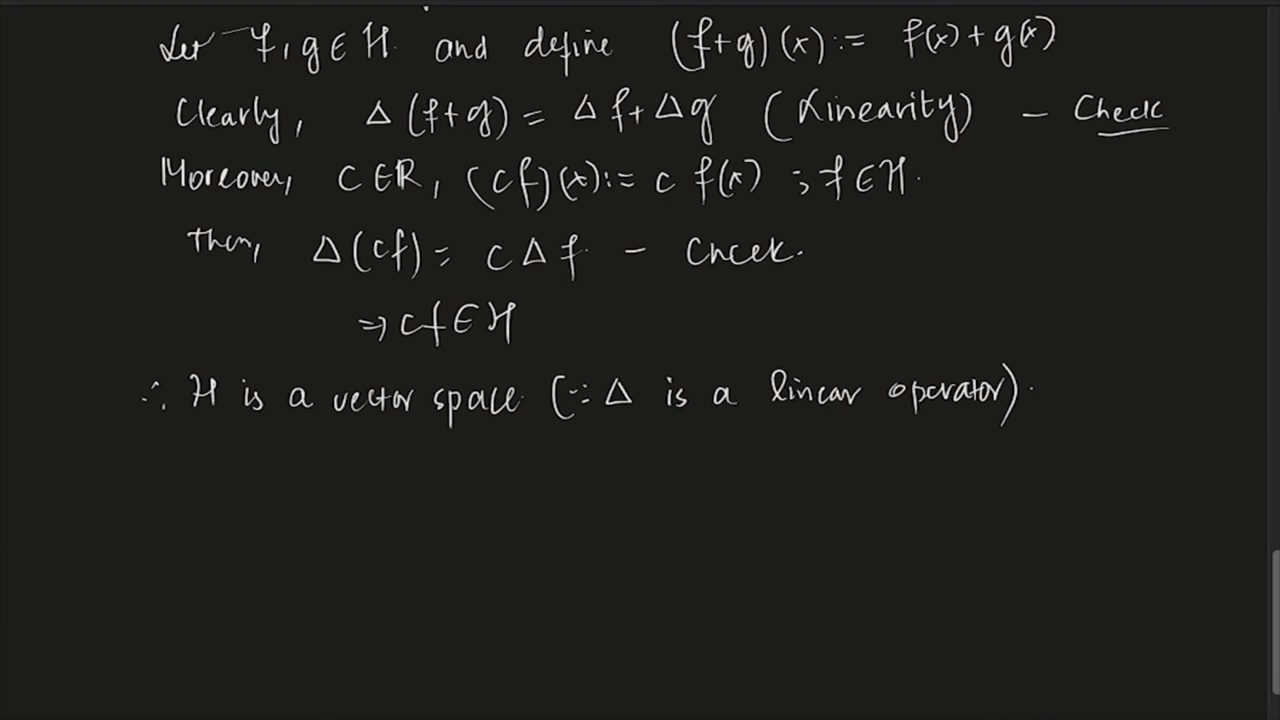 Let f, g ∈ H and define (f+g)(x) := f(x) + g(x)
Clearly, Δ(f+g) = Δf + Δg (Linearity) - Check
Moreover, C ∈ ℝ, (cf)(x) := c f(x) ; f ∈ H.
then, Δ(cf) = c Δ f - Check.
⇒ cf ∈ H
∴ H is a vector space (∵ Δ is a linear operator).